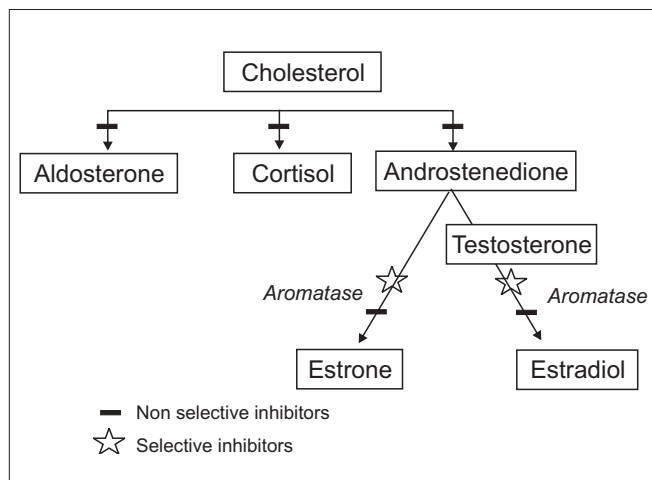 Cholesterol
Aldosterone
Cortisol
Androstenedione
Testosterone
Aromatase
Aromatase
Estrone
Estradiol
Non selective inhibitors
Selective inhibitors